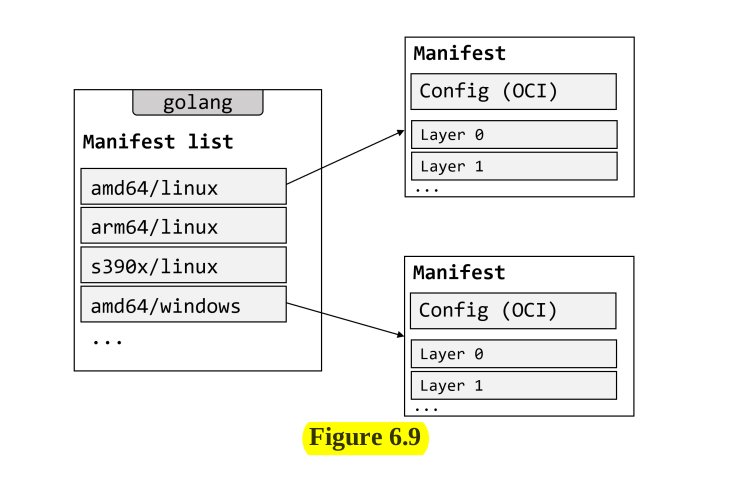 golang
Manifest list
amd64/linux
arm64/linux
s390x/linux
amd64/windows
...
Manifest
Config (OCI)
Layer 0
Layer 1
...
Manifest
Config (OCI)
Layer 0
Layer 1
...
Figure 6.9